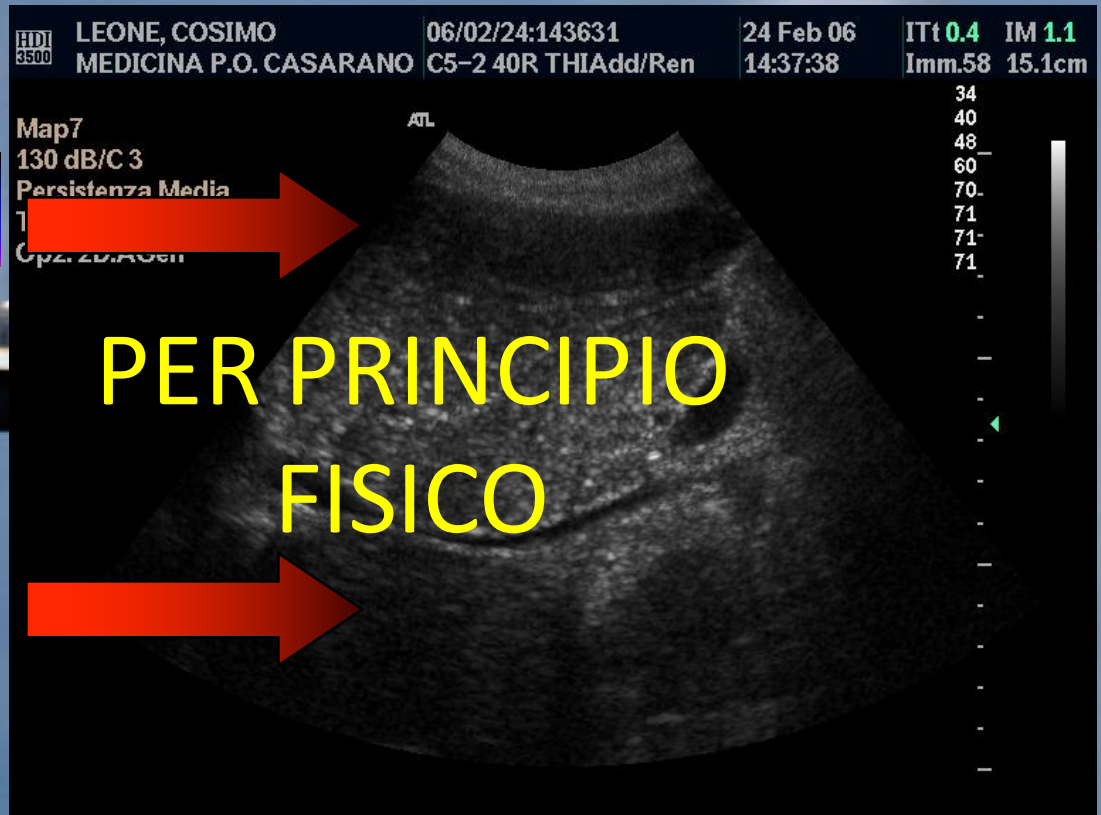 HDI 3500
LEONE, COSIMO 06/02/24:143631 24 Feb 06 ITt 0.4 IM 1.1
MEDICINA P.O. CASARANO C5-2 40R THIAdd/Ren 14:37:38 Imm.58 15.1cm
ATL
Map7
130 dB/C 3
Persistenza Media
34
40
48
60
70
71
71
71
PER PRINCIPIO
FISICO